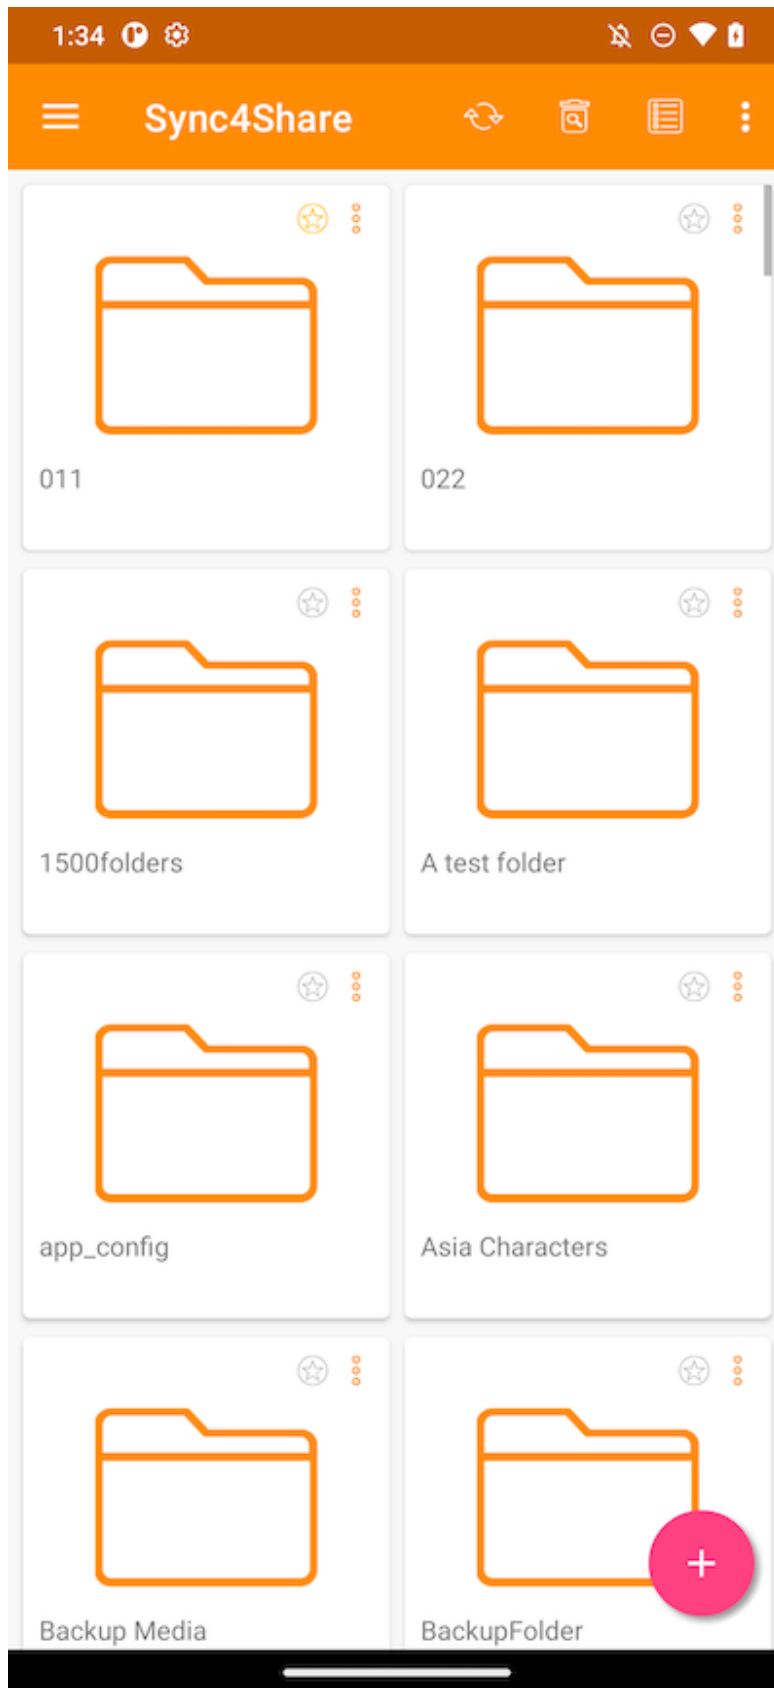 1:34
Sync4Share
011
022
1500folders
A test folder
app_config
Asia Characters
Backup Media
BackupFolder